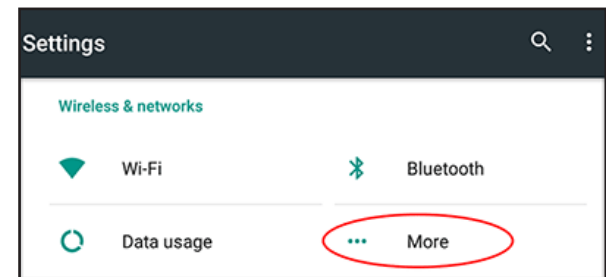 Settings
Wireless & networks
Wi-Fi
Bluetooth
Data usage
More